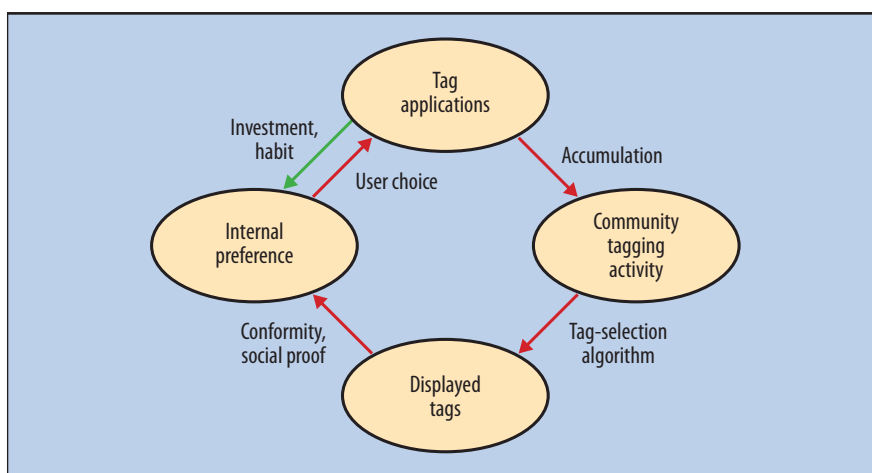 Tag
applications
Investment,
habit
Accumulation
User choice
Internal
preference
Community
tagging
activity
Conformity,
social proof
Tag-selection
algorithm
Displayed
tags